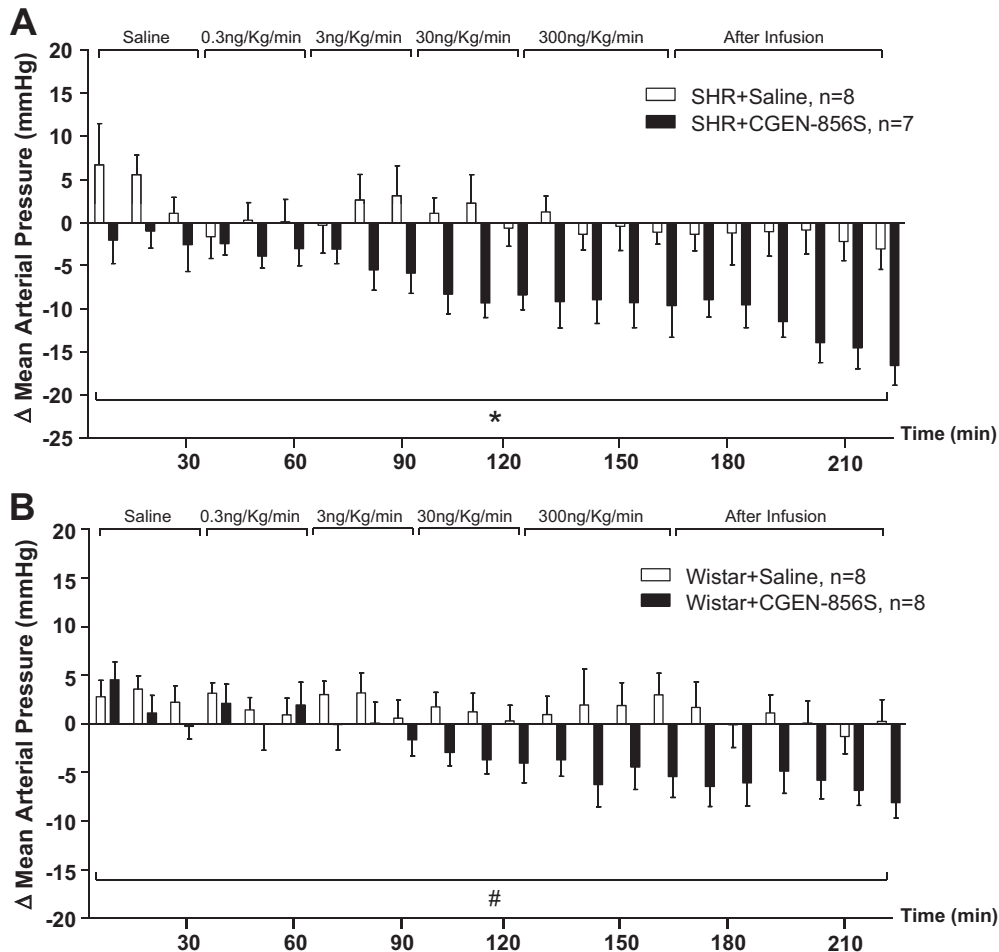 A
Saline 0.3ng/Kg/min 3ng/Kg/min 30ng/Kg/min 300ng/Kg/min After Infusion
Δ Mean Arterial Pressure (mmHg)
20
15
10
5
0
-5
-10
-15
-20
-25
SHR+Saline, n=8
SHR+CGEN-856S, n=7
*
Time (min)
30 60 90 120 150 180 210
B
Saline 0.3ng/Kg/min 3ng/Kg/min 30ng/Kg/min 300ng/Kg/min After Infusion
Δ Mean Arterial Pressure (mmHg)
20
15
10
5
0
-5
-10
-15
-20
Wistar+Saline, n=8
Wistar+CGEN-856S, n=8
#
Time (min)
30 60 90 120 150 180 210